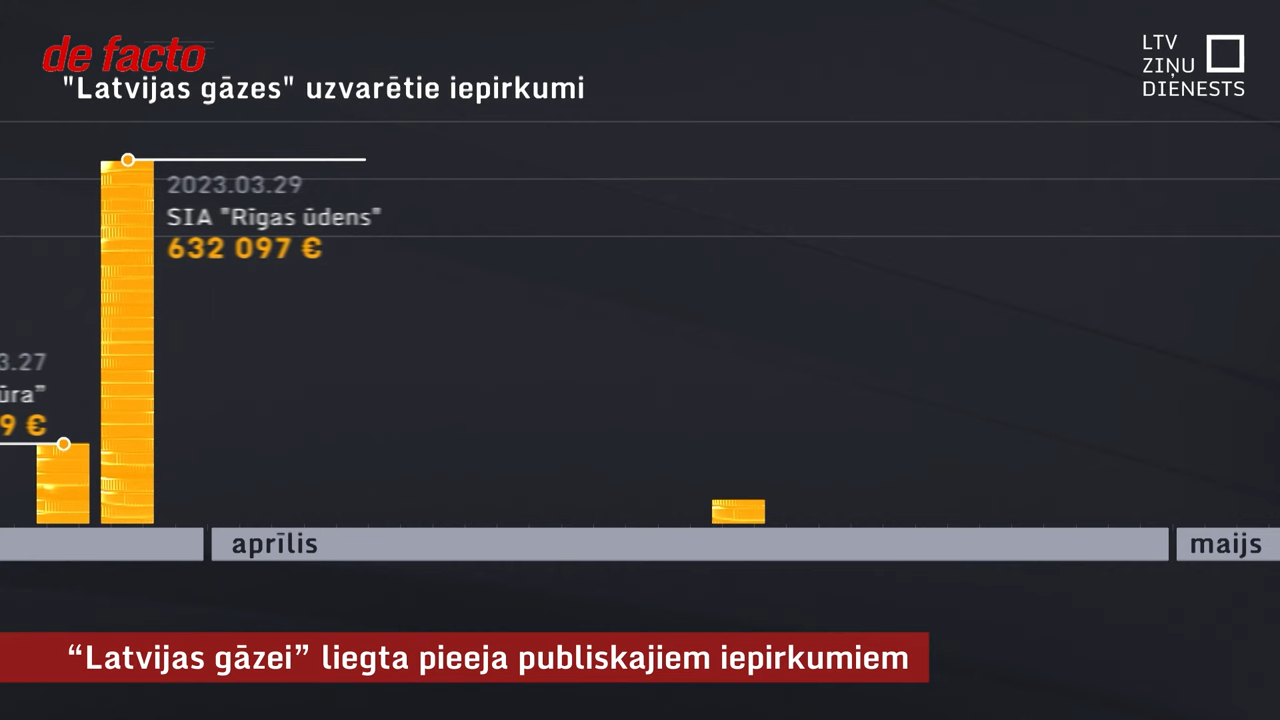 de facto
"Latvijas gāzes" uzvarētie iepirkumi
LTV
ZIŅU
DIENESTS
2023.03.29
SIA "Rīgas ūdens"
632 097 €
3.27
ūra”
9 €
aprīlis
maijs
“Latvijas gāzei” liegta pieeja publiskajiem iepirkumiem